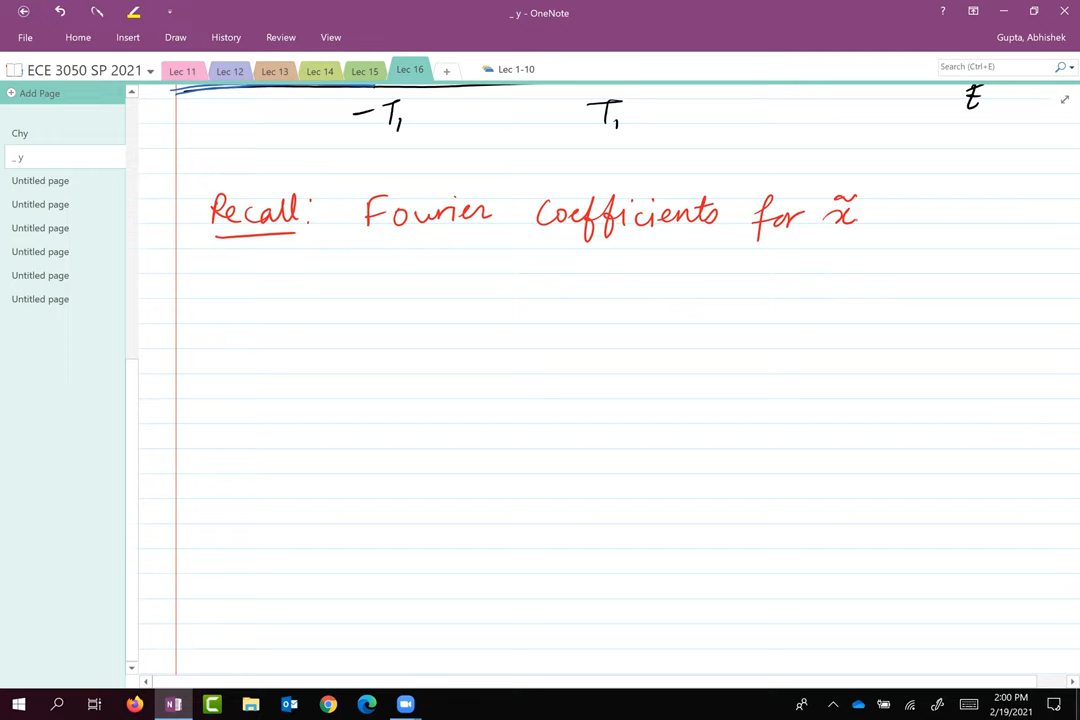 _ y - OneNote
?
File Home Insert Draw History Review View
Gupta, Abhishek
ECE 3050 SP 2021
Lec 11 Lec 12 Lec 13 Lec 14 Lec 15 Lec 16 + Lec 1-10
Search (Ctrl+E)
Add Page
Chy
_ y
Untitled page
Untitled page
Untitled page
Untitled page
Untitled page
Untitled page
-T₁ T₁ t
Recall: Fourier Coefficients for x̃
2:00 PM
2/19/2021